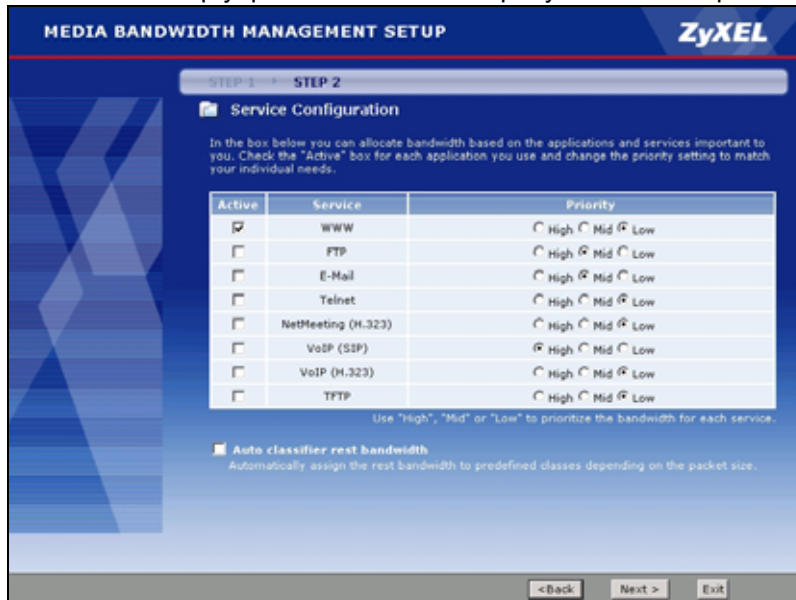 MEDIA BANDWIDTH MANAGEMENT SETUP
ZyXEL
STEP 1 STEP 2
Service Configuration
In the box below you can allocate bandwidth based on the applications and services important to
you. Check the "Active" box for each application you use and change the priority setting to match
your individual needs.
Active Service Priority
WWW High Mid Low
FTP High Mid Low
E-Mail High Mid Low
Telnet High Mid Low
NetMeeting (H.323) High Mid Low
VoIP (SIP) High Mid Low
VoIP (H.323) High Mid Low
TFTP High Mid Low
Use "High", "Mid" or "Low" to prioritize the bandwidth for each service.
Auto classifier rest bandwidth
Automatically assign the rest bandwidth to predefined classes depending on the packet size.
<Back Next > Exit